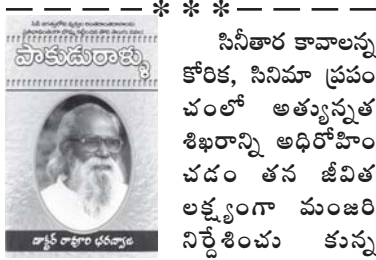 * * *
పాకుడురాళ్ళు
డాక్టర్ రావూరి భరద్వాజ
సినీతార కావాలన్న
కోరిక, సినిమా ప్రపం
చంలో అత్యున్నత
శిఖరాన్ని అధిరోహిం
చడం తన జీవిత
లక్ష్యంగా మంజరి
నిర్దేశించు కున్న